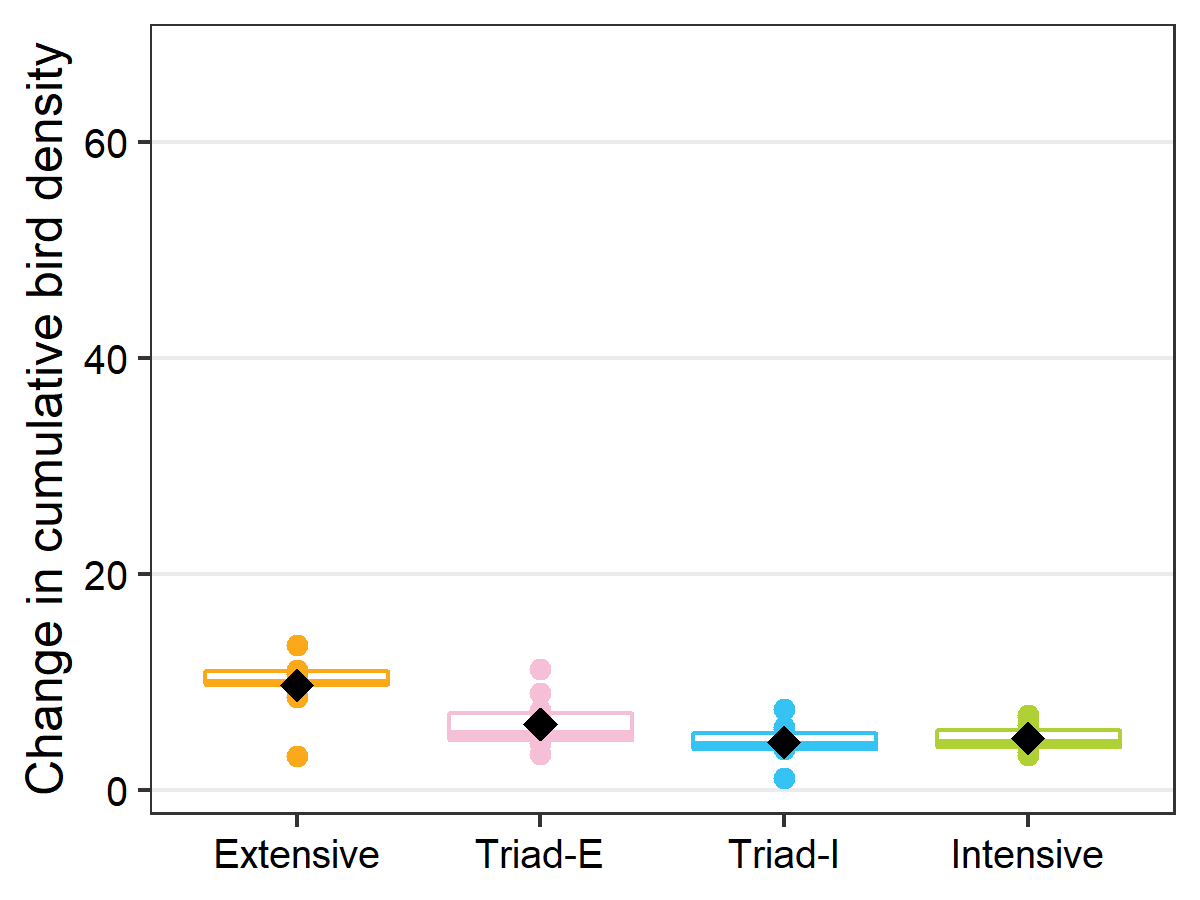 Change in cumulative bird density
60
40
20
0
Extensive
Triad-E
Triad-I
Intensive